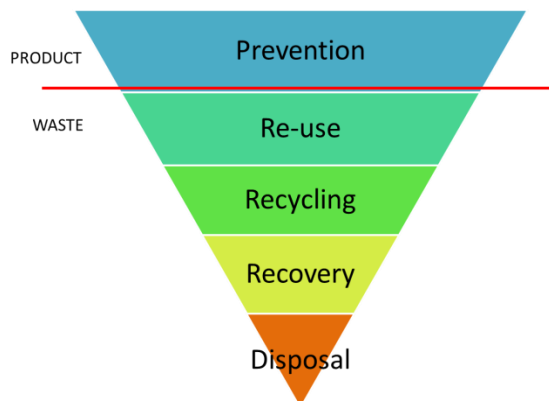 Prevention
PRODUCT
WASTE
Re-use
Recycling
Recovery
Disposal